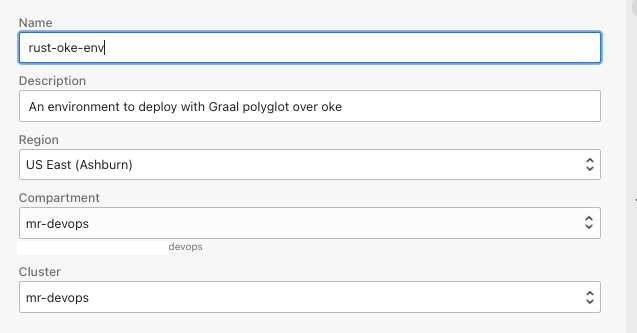 Name
rust-oke-env
Description
An environment to deploy with Graal polyglot over oke
Region
US East (Ashburn)
Compartment
mr-devops
devops
Cluster
mr-devops